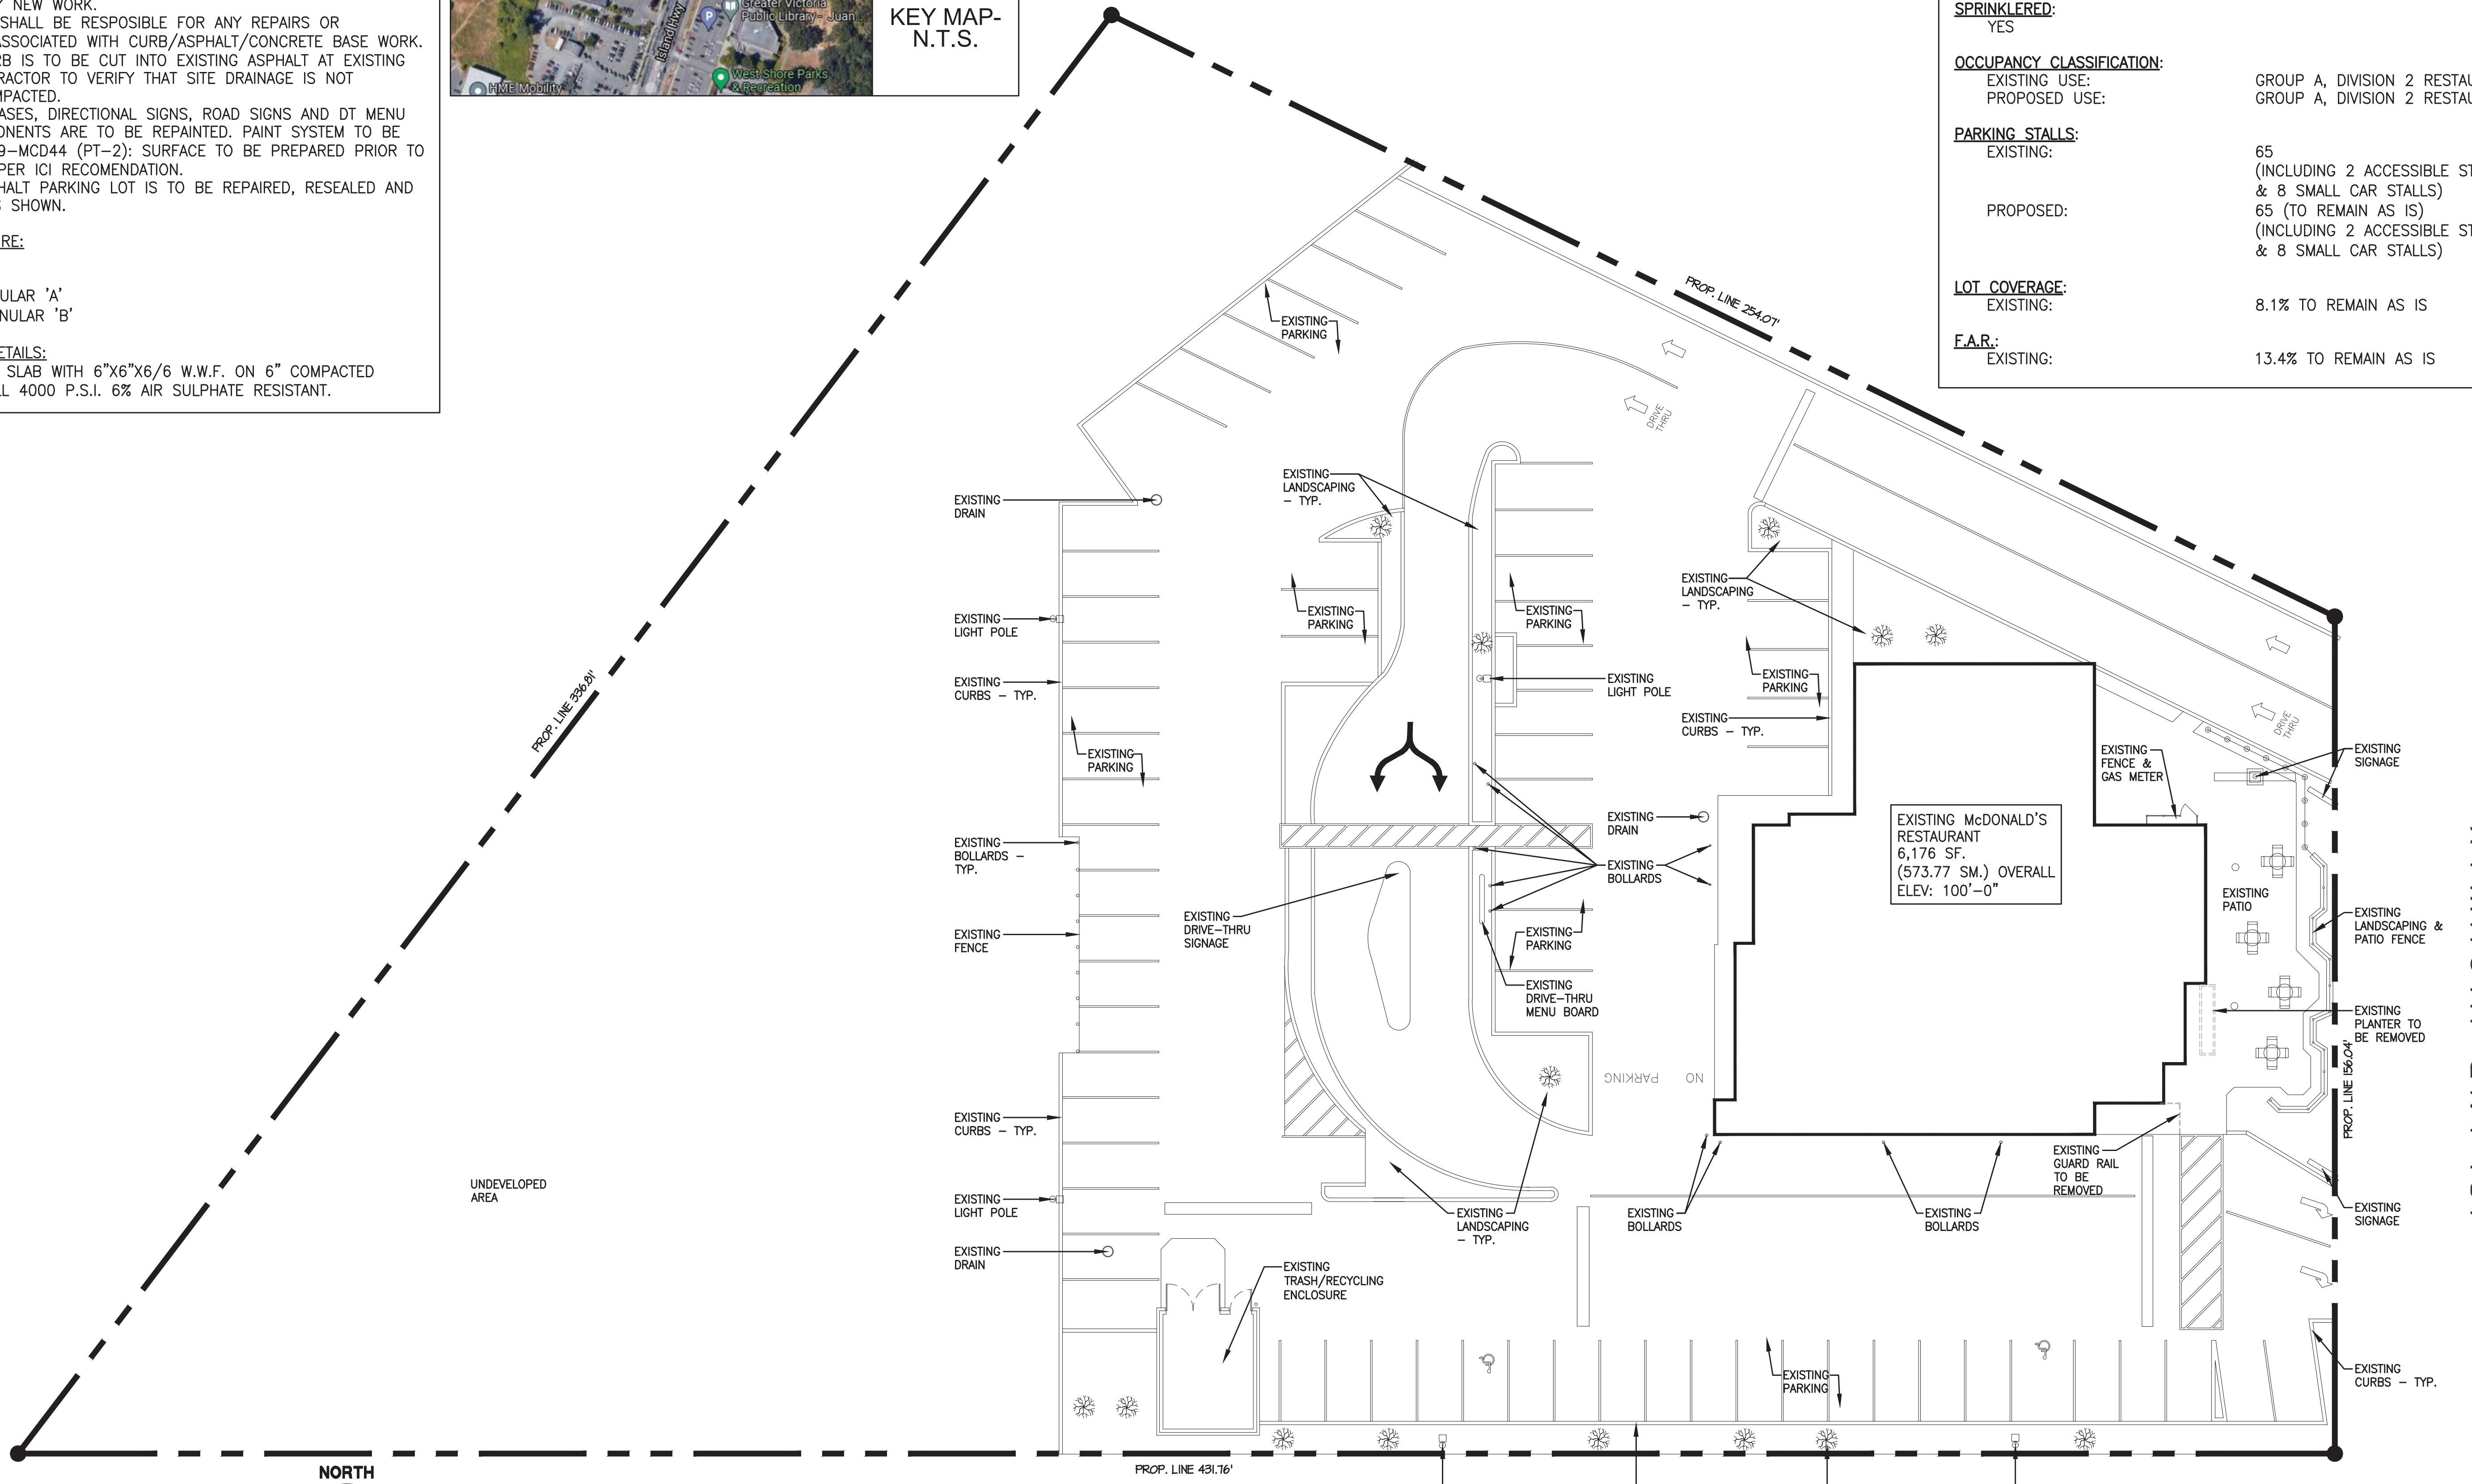 NEW WORK.
SHALL BE RESPOSIBLE FOR ANY REPAIRS OR
ASSOCIATED WITH CURB/ASPHALT/CONCRETE BASE WORK.
IS TO BE CUT INTO EXISTING ASPHALT AT EXISTING
TO VERIFY THAT SITE DRAINAGE IS NOT
DIRECTIONAL SIGNS, ROAD SIGNS AND DT MENU
ARE TO BE REPAINTED. PAINT SYSTEM TO BE
9-MCD44 (PT-2): SURFACE TO BE PREPARED PRIOR TO
PER ICI RECOMENDATION.
PARKING LOT IS TO BE REPAIRED, RESEALED AND
SHOWN.
RE:
ULAR 'A'
NULAR 'B'
ETAILS:
SLAB WITH 6"X6"X6/6 W.W.F. ON 6" COMPACTED
4000 P.S.I. 6% AIR SULPHATE RESISTANT.
Greater Victoria
Public Library - Juan...
Island Hwy
P
West Shore Parks
& Recreation
HME Mobility
KEY MAP-
N.T.S.
SPRINKLERED:
YES
OCCUPANCY CLASSIFICATION:
EXISTING USE: GROUP A, DIVISION 2 RESTAU
PROPOSED USE: GROUP A, DIVISION 2 RESTAU
PARKING STALLS:
EXISTING: 65
(INCLUDING 2 ACCESSIBLE ST
& 8 SMALL CAR STALLS)
PROPOSED: 65 (TO REMAIN AS IS)
(INCLUDING 2 ACCESSIBLE ST
& 8 SMALL CAR STALLS)
LOT COVERAGE:
EXISTING: 8.1% TO REMAIN AS IS
F.A.R.:
EXISTING: 13.4% TO REMAIN AS IS
PROP. LINE 254.07'
EXISTING
PARKING
DRIVE
THRU
EXISTING
DRAIN
EXISTING
LANDSCAPING
- TYP.
EXISTING
LIGHT POLE
EXISTING
PARKING
EXISTING
PARKING
EXISTING
LANDSCAPING
- TYP.
PROP. LINE 336.81'
EXISTING
CURBS - TYP.
EXISTING
LIGHT POLE
EXISTING
PARKING
EXISTING
CURBS - TYP.
DRIVE
THRU
EXISTING
PARKING
EXISTING
FENCE &
GAS METER
EXISTING
SIGNAGE
EXISTING
DRAIN
EXISTING McDONALD'S
RESTAURANT
6,176 SF.
(573.77 SM.) OVERALL
ELEV: 100'-0"
EXISTING
BOLLARDS -
TYP.
EXISTING
BOLLARDS
EXISTING
PATIO
EXISTING
DRIVE-THRU
SIGNAGE
EXISTING
FENCE
EXISTING
PARKING
EXISTING
LANDSCAPING &
PATIO FENCE
EXISTING
DRIVE-THRU
MENU BOARD
EXISTING
PLANTER TO
BE REMOVED
NO PARKING
PROP. LINE 156.04'
EXISTING
CURBS - TYP.
EXISTING
GUARD RAIL
TO BE
REMOVED
UNDEVELOPED
AREA
EXISTING
LIGHT POLE
EXISTING
LANDSCAPING
- TYP.
EXISTING
BOLLARDS
EXISTING
BOLLARDS
EXISTING
SIGNAGE
EXISTING
DRAIN
EXISTING
TRASH/RECYCLING
ENCLOSURE
EXISTING
PARKING
EXISTING
CURBS - TYP.
NORTH
PROP. LINE 431.76'